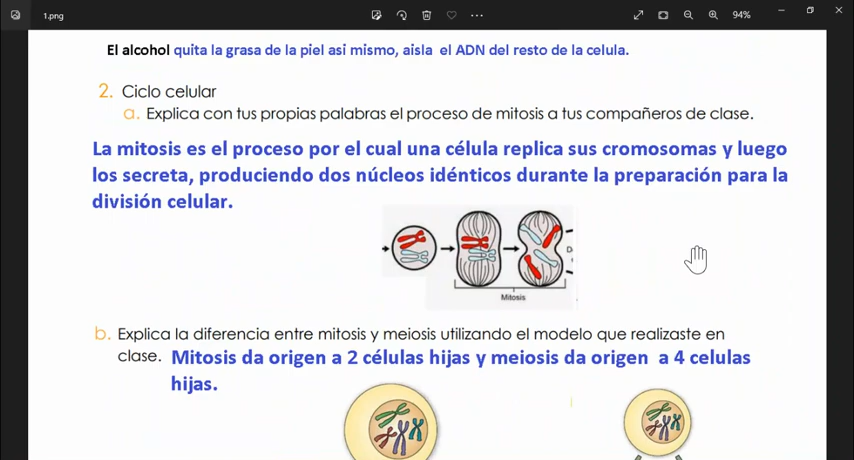 1.png
94%
El alcohol quita la grasa de la piel asi mismo, aisla el ADN del resto de la celula.
2. Ciclo celular
a. Explica con tus propias palabras el proceso de mitosis a tus compañeros de clase.
La mitosis es el proceso por el cual una célula replica sus cromosomas y luego
los secreta, produciendo dos núcleos idénticos durante la preparación para la
división celular.
D
Mitosis
b. Explica la diferencia entre mitosis y meiosis utilizando el modelo que realizaste en
clase. Mitosis da origen a 2 células hijas y meiosis da origen a 4 celulas
hijas.